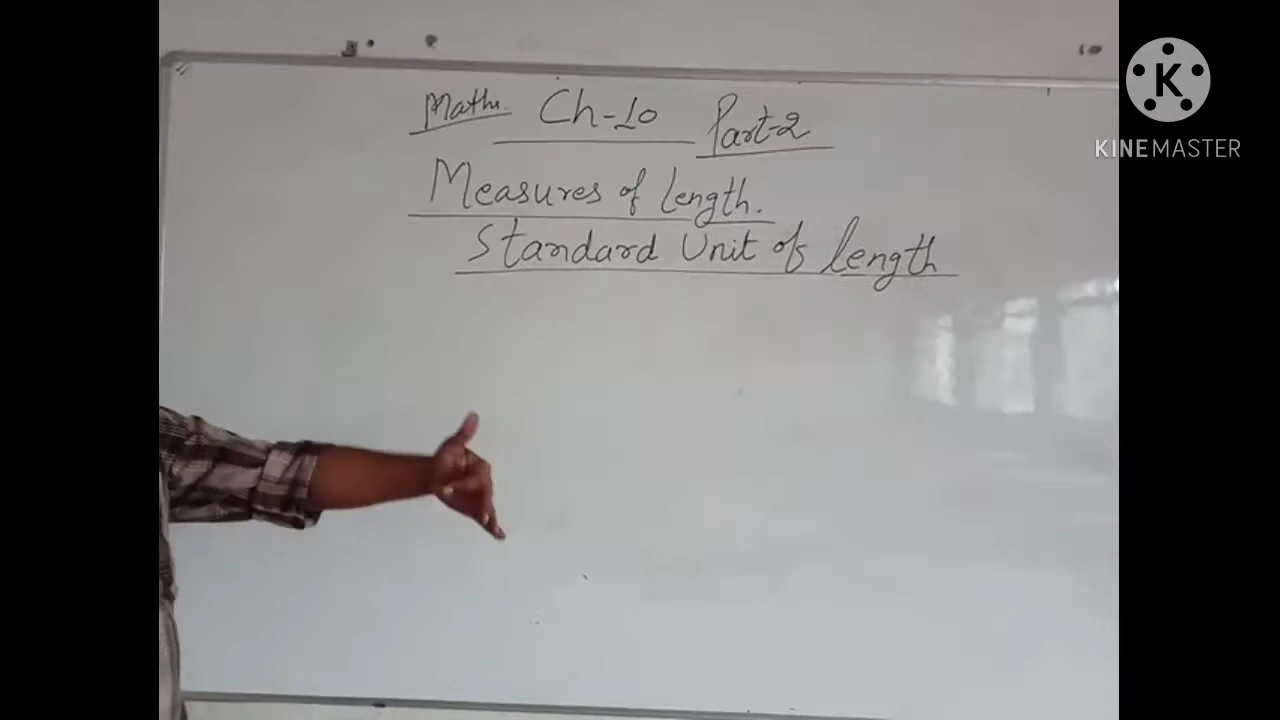 Maths. Ch-10 Part-2
Measures of length.
Standard Unit of length
K
KINEMASTER